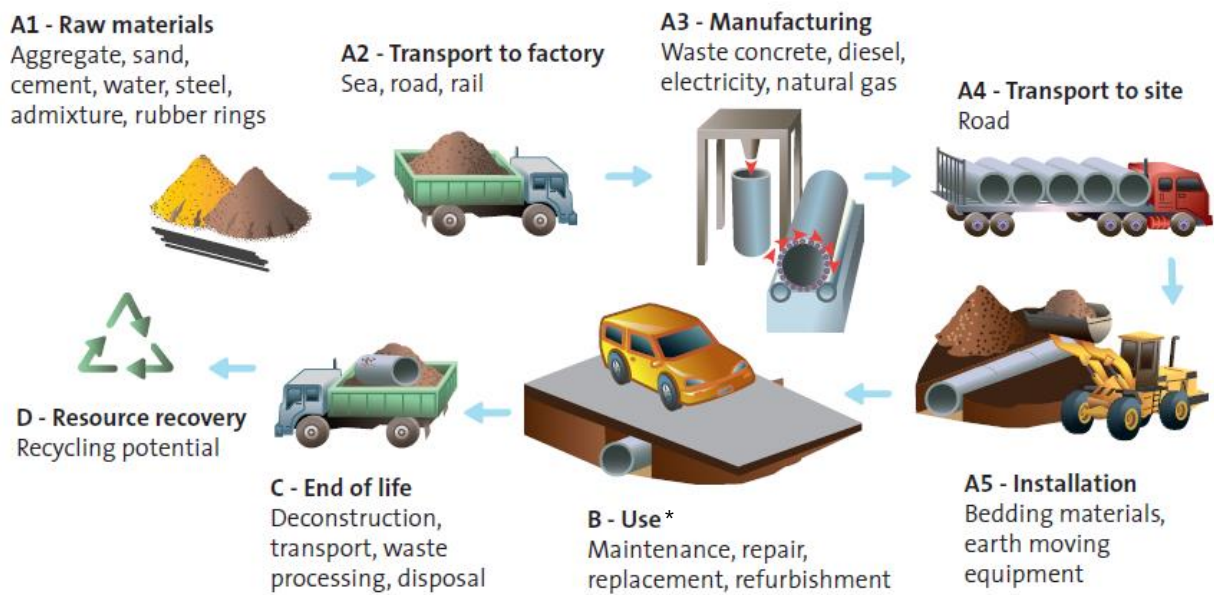 A1 - Raw materials
Aggregate, sand,
cement, water, steel,
admixture, rubber rings
A2 - Transport to factory
Sea, road, rail
A3 - Manufacturing
Waste concrete, diesel,
electricity, natural gas
A4 - Transport to site
Road
A5 - Installation
Bedding materials,
earth moving
equipment
B - Use*
Maintenance, repair,
replacement, refurbishment
C - End of life
Deconstruction,
transport, waste
processing, disposal
D - Resource recovery
Recycling potential